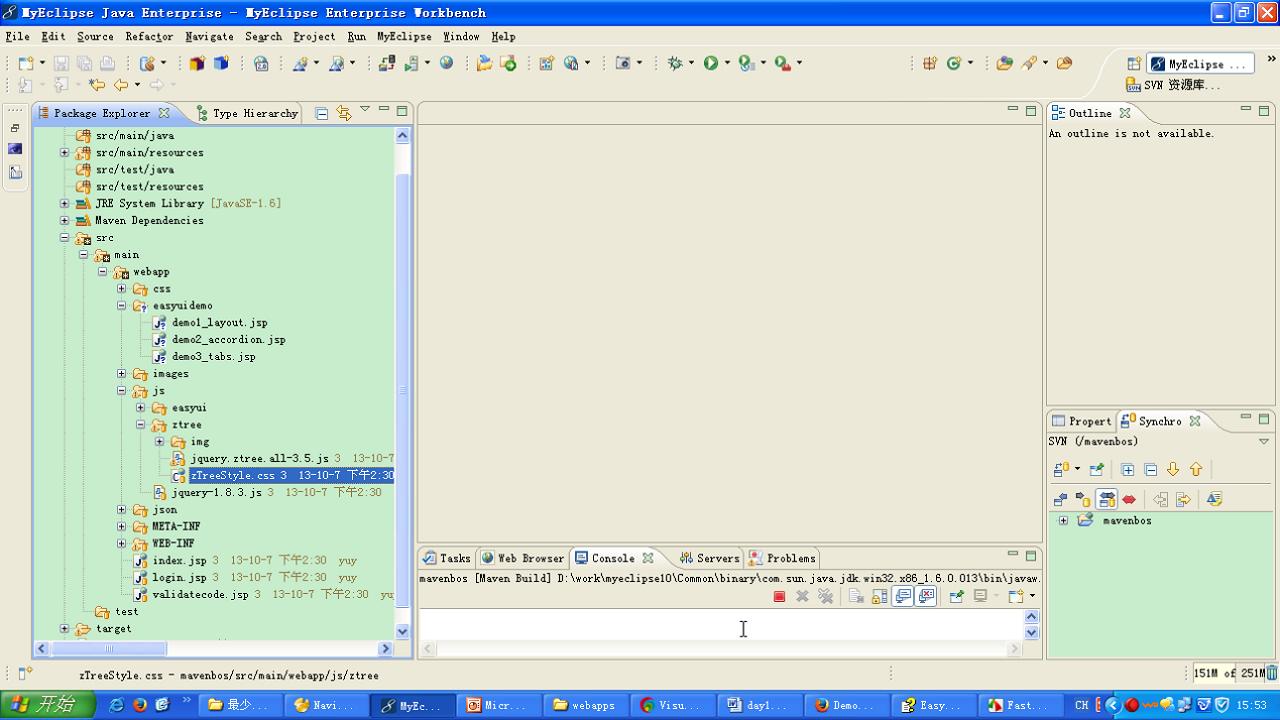 MyEclipse Java Enterprise - MyEclipse Enterprise Workbench
File Edit Source Refactor Navigate Search Project Run MyEclipse Window Help
MyEclipse ...
SVN 资源库...
Package Explorer
Type Hierarchy
src/main/java
src/main/resources
src/test/java
src/test/resources
JRE System Library [JavaSE-1.6]
Maven Dependencies
src
main
webapp
css
easyuidemo
demo1_layout.jsp
demo2_accordion.jsp
demo3_tabs.jsp
images
js
easyui
ztree
img
jquery.ztree.all-3.5.js 3 13-10-7
zTreeStyle.css 3 13-10-7 下午2:30
jquery-1.8.3.js 3 13-10-7 下午2:30
json
META-INF
WEB-INF
index.jsp 3 13-10-7 下午2:30 yuy
login.jsp 3 13-10-7 下午2:30 yuy
validatecode.jsp 3 13-10-7 下午2:30 yu
test
target
Outline
An outline is not available.
Propert
Synchro
SVN (/mavenbos)
mavenbos
Tasks
Web Browser
Console
Servers
Problems
mavenbos [Maven Build] D:\work\myeclipse10\Common\binary\com.sun.java.jdk.win32.x86_1.6.0.013\bin\javaw.
zTreeStyle.css - mavenbos/src/main/webapp/js/ztree
151M of 251M
开始
最少...
Navi...
MyEc...
Micr...
webapps
Visu...
day1...
Demo...
Easy...
Fast...
CH
15:53